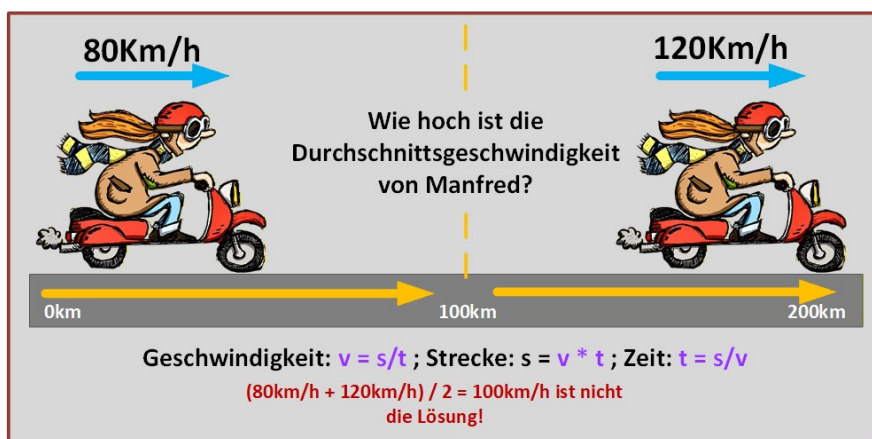 80Km/h
120Km/h
Wie hoch ist die
Durchschnittsgeschwindigkeit
von Manfred?
0km
100km
200km
Geschwindigkeit: v = s/t ; Strecke: s = v * t ; Zeit: t = s/v
(80km/h + 120km/h) / 2 = 100km/h ist nicht
die Lösung!